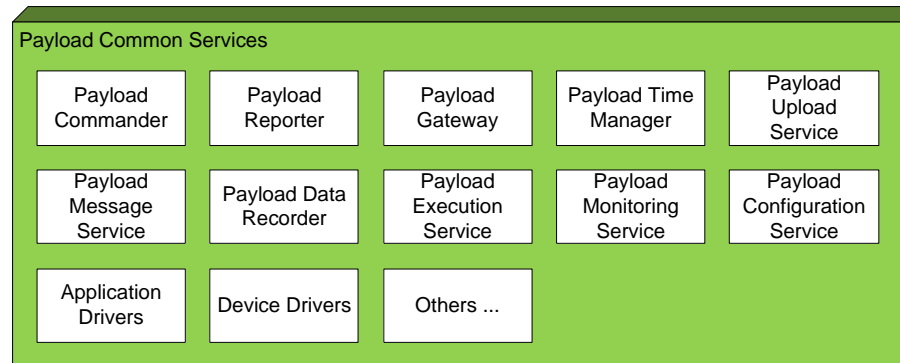 Payload Common Services
Payload
Commander
Payload
Reporter
Payload
Gateway
Payload Time
Manager
Payload
Upload
Service
Payload
Message
Service
Payload Data
Recorder
Payload
Execution
Service
Payload
Monitoring
Service
Payload
Configuration
Service
Application
Drivers
Device Drivers
Others ...